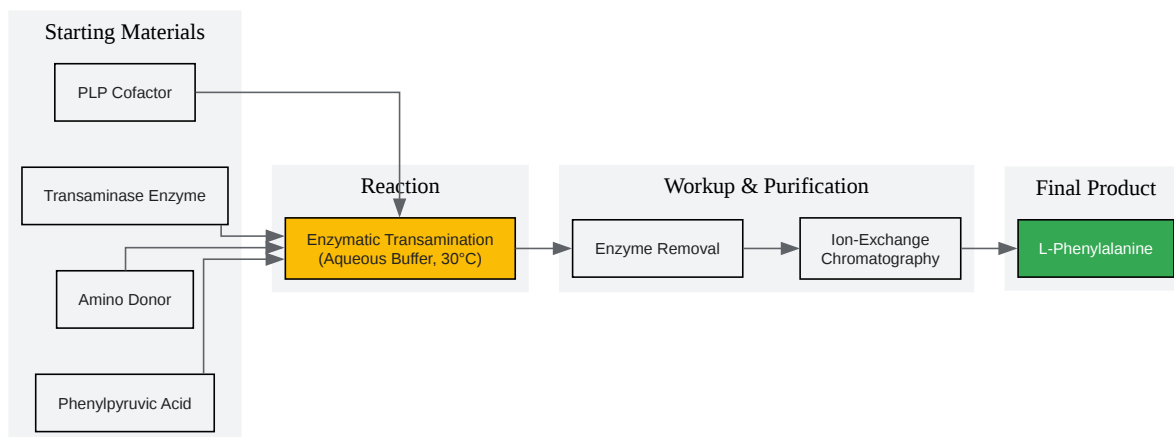 Starting Materials
PLP Cofactor
Transaminase Enzyme
Amino Donor
Phenylpyruvic Acid
Reaction
Enzymatic Transamination
(Aqueous Buffer, 30°C)
Workup & Purification
Enzyme Removal
Ion-Exchange
Chromatography
Final Product
L-Phenylalanine